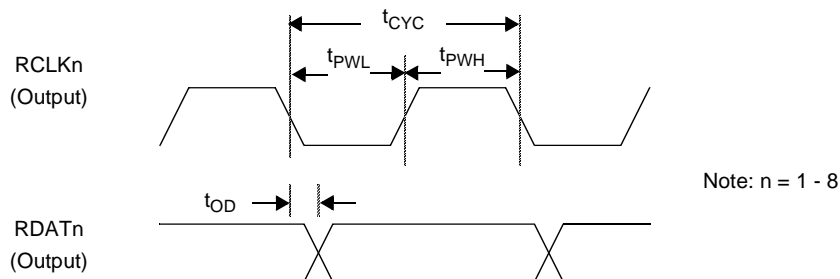 tCYC
tPWL
tPWH
RCLKn
(Output)
Note: n = 1 - 8
tOD
RDATn
(Output)